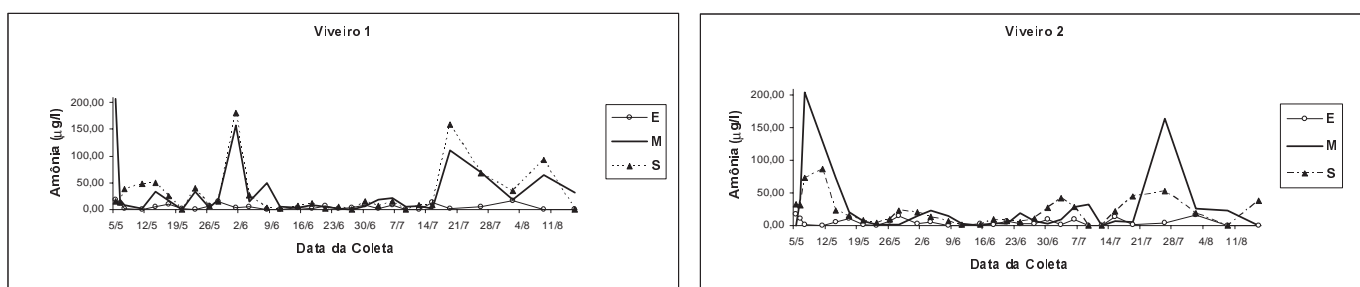 Viveiro 1
Amônia (µg/l)
200,00
150,00
100,00
50,00
0,00
5/5 12/5 19/5 26/5 2/6 9/6 16/6 23/6 30/6 7/7 14/7 21/7 28/7 4/8 11/8
Data da Coleta
E
M
S
Viveiro 2
Amônia (µg/l)
200,00
150,00
100,00
50,00
0,00
5/5 12/5 19/5 26/5 2/6 9/6 16/6 23/6 30/6 7/7 14/7 21/7 28/7 4/8 11/8
Data da Coleta
E
M
S